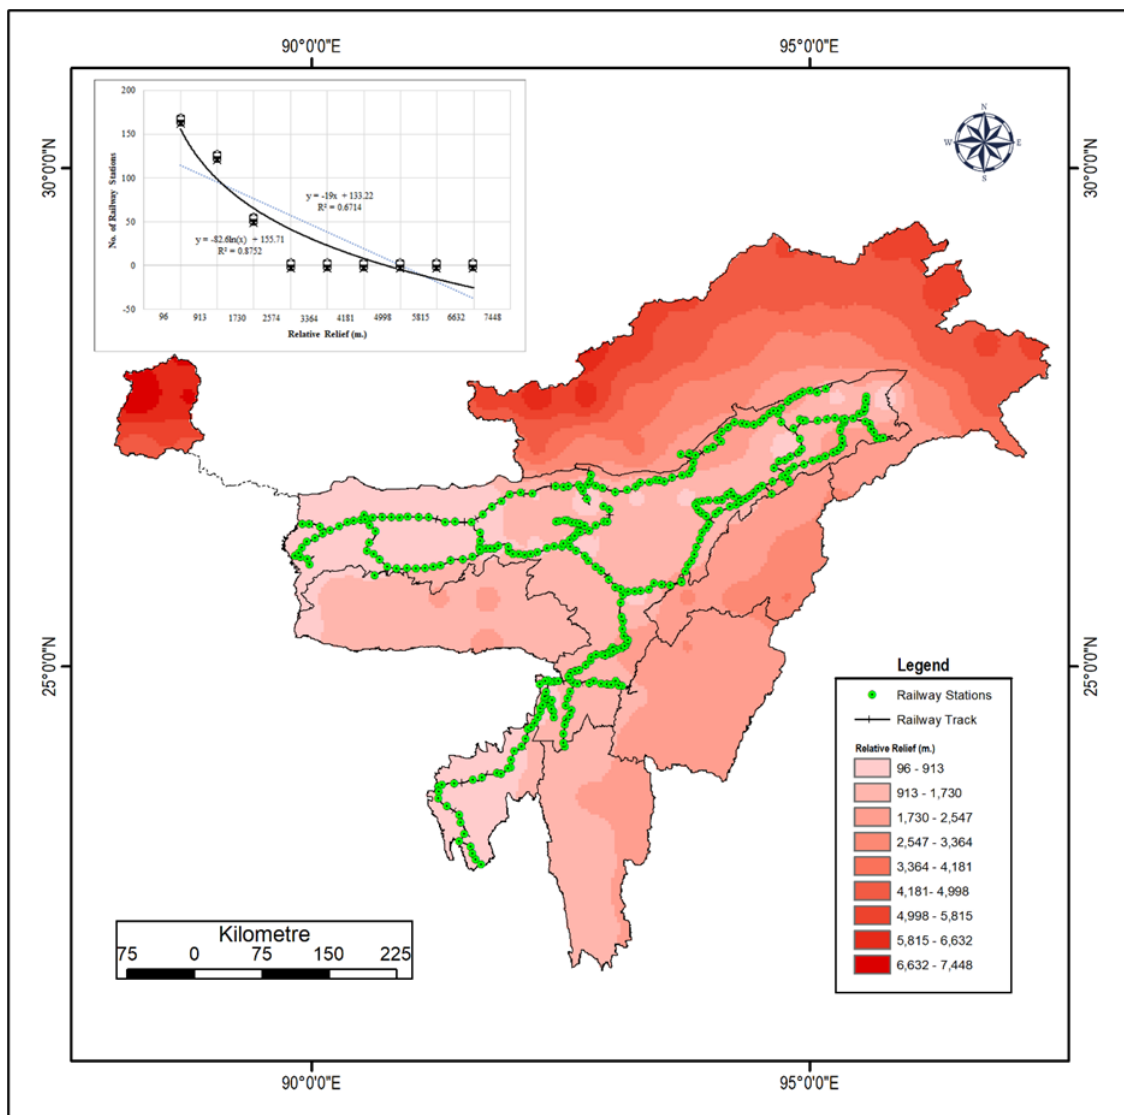 90°0'0"E
95°0'0"E
30°0'0"N
30°0'0"N
25°0'0"N
25°0'0"N
200
150
100
50
0
-50
No. of Railway Stations
y = -19x + 133.22
R² = 0.6714
y = -82.6ln(x) + 155.71
R² = 0.8752
96 913 1730 2574 3364 4181 4998 5815 6632 7448
Relative Relief (m.)
N
W E
S
Legend
Railway Stations
Railway Track
Relative Relief (m.)
96 - 913
913 - 1,730
1,730 - 2,547
2,547 - 3,364
3,364 - 4,181
4,181- 4,998
4,998 - 5,815
5,815 - 6,632
6,632 - 7,448
Kilometre
75 0 75 150 225
90°0'0"E
95°0'0"E